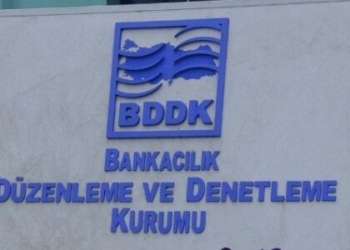 BDDK
BANKACILIK
DÜZENLEME VE DENETLEME
KURUMU